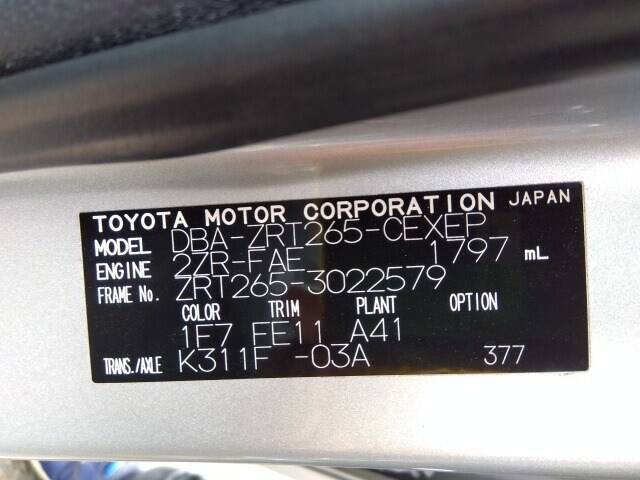 TOYOTA MOTOR CORPORATION JAPAN
MODEL DBA-ZRT265-CEXEP
ENGINE 2ZR-FAE 1797 mL
FRAME No. ZRT265-3022579
COLOR TRIM PLANT OPTION
1F7 FE11 A41
TRANS./AXLE K311F -03A 377